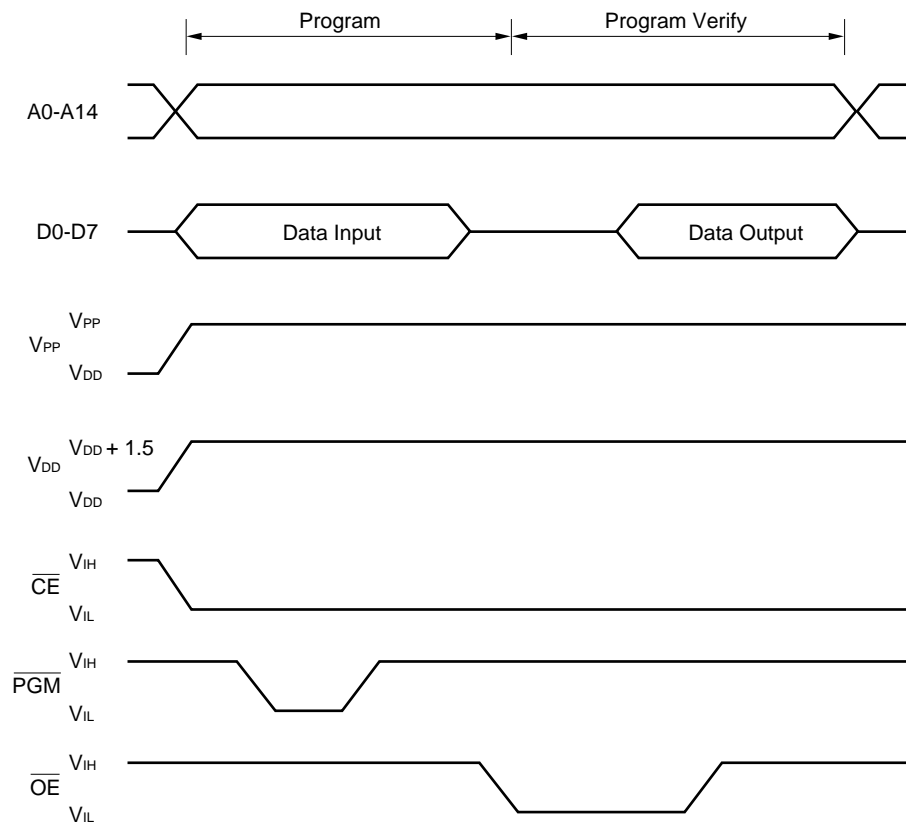 Program Program Verify
A0-A14
D0-D7 Data Input Data Output
VPP
VPP
VDD
VDD + 1.5
VDD
VDD
VIH
CE
VIL
VIH
PGM
VIL
VIH
OE
VIL